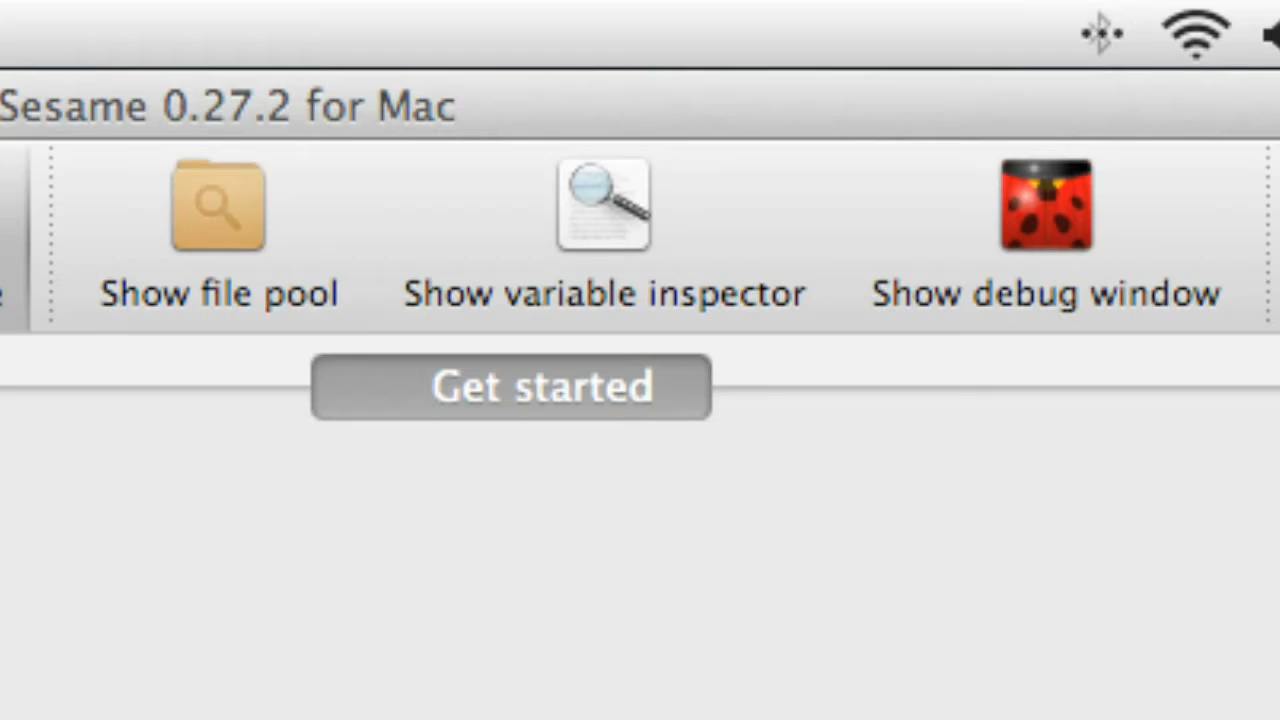 Sesame 0.27.2 for Mac
Show file pool
Show variable inspector
Show debug window
Get started